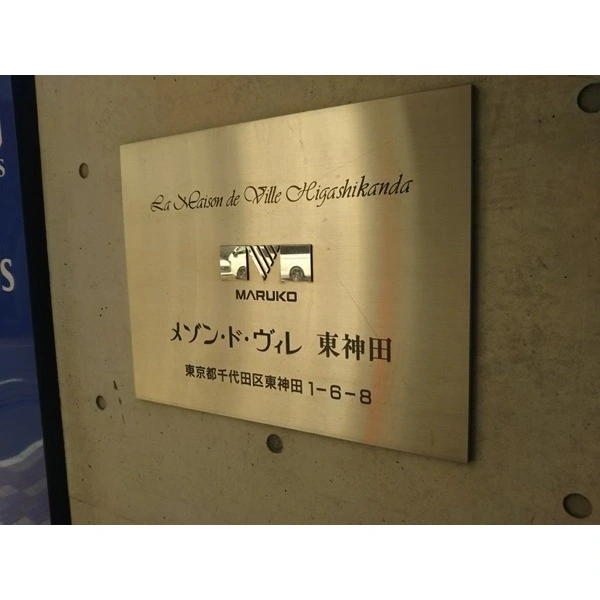 La Maison de Ville Higashikanda
MARUKO
メゾン・ド・ヴィレ 東神田
東京都千代田区東神田1-6-8
S
S